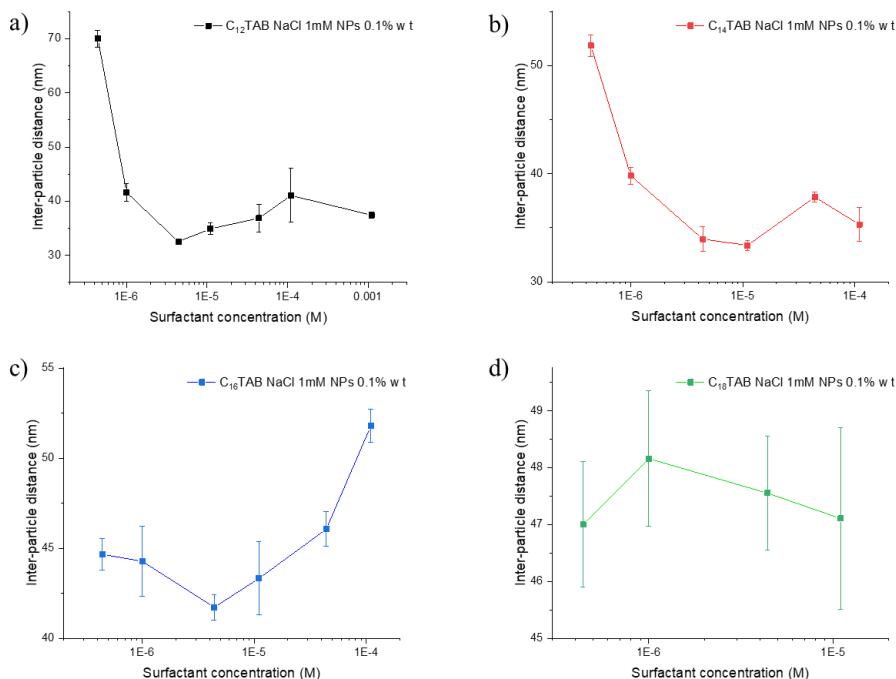 a)
C₁₂TAB NaCl 1mM NPs 0.1% w t
Inter-particle distance (nm)
70
60
50
40
30
1E-6
1E-5
1E-4
0.001
Surfactant concentration (M)
b)
C₁₄TAB NaCl 1mM NPs 0.1% w t
Inter-particle distance (nm)
50
40
30
1E-6
1E-5
1E-4
Surfactant concentration (M)
c)
C₁₆TAB NaCl 1mM NPs 0.1% w t
Inter-particle distance (nm)
55
50
45
40
1E-6
1E-5
1E-4
Surfactant concentration (M)
d)
C₁₈TAB NaCl 1mM NPs 0.1% w t
Inter-particle distance (nm)
49
48
47
46
45
1E-6
1E-5
Surfactant concentration (M)